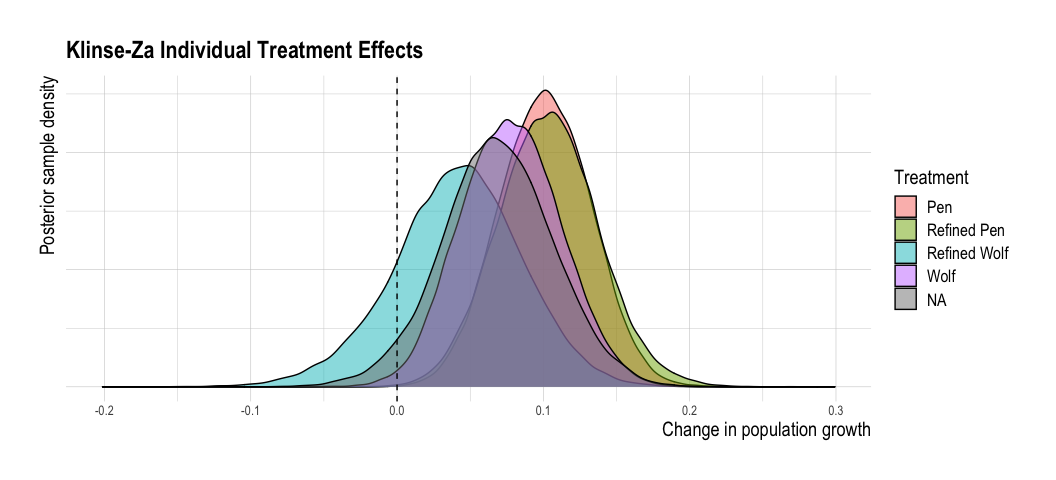 Klinse-Za Individual Treatment Effects
Posterior sample density
-0.2
-0.1
0.0
0.1
0.2
0.3
Change in population growth
Treatment
Pen
Refined Pen
Refined Wolf
Wolf
NA